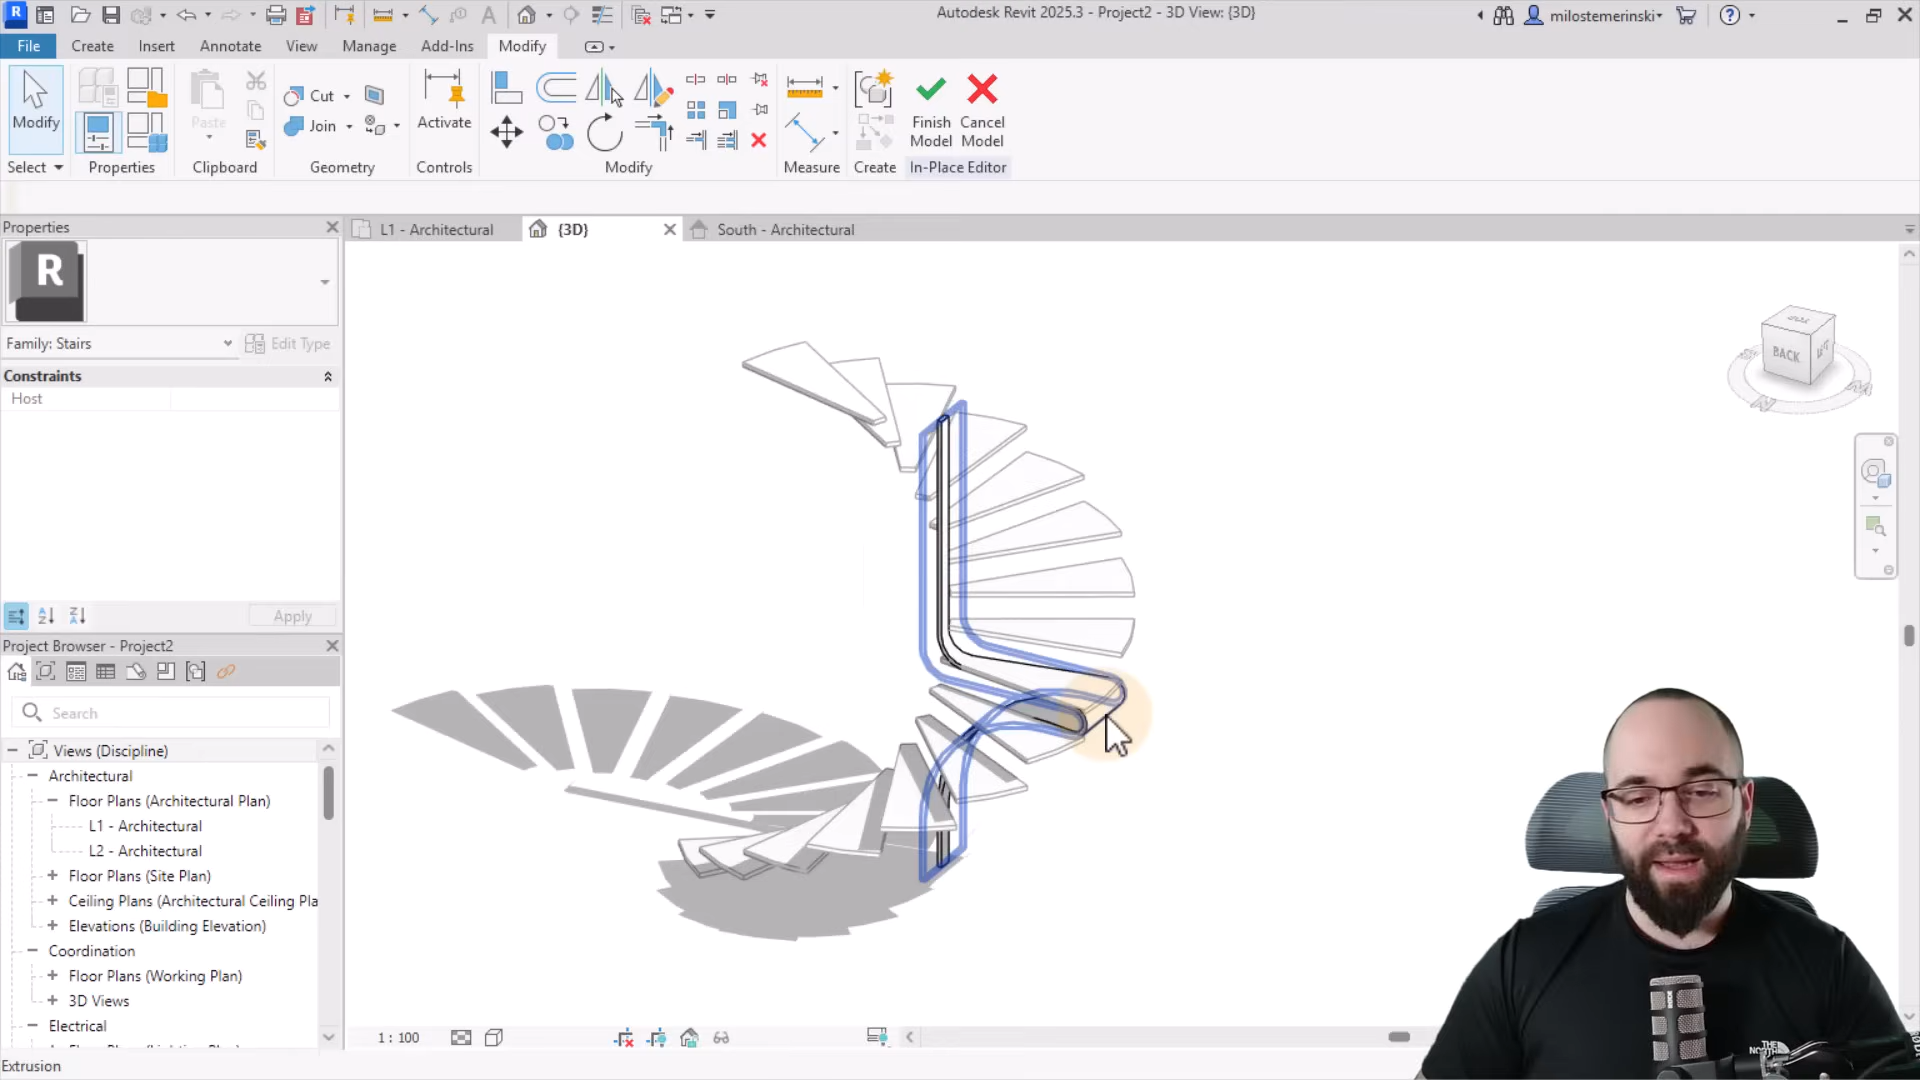 Autodesk Revit 2025.3 - Project2 - 3D View: {3D}
milostemerinski
File
Create
Insert
Annotate
View
Manage
Add-Ins
Modify
Modify
Paste
Cut
Join
Activate
Finish
Model
Cancel
Model
Select
Properties
Clipboard
Geometry
Controls
Modify
Measure
Create
In-Place Editor
Properties
L1 - Architectural
{3D}
South - Architectural
R
Family: Stairs
Edit Type
Constraints
Host
Apply
BACK
Project Browser - Project2
Search
Views (Discipline)
Architectural
Floor Plans (Architectural Plan)
L1 - Architectural
L2 - Architectural
Floor Plans (Site Plan)
Ceiling Plans (Architectural Ceiling Pla
Elevations (Building Elevation)
Coordination
Floor Plans (Working Plan)
3D Views
Electrical
1 : 100
Extrusion
THE
NORTH